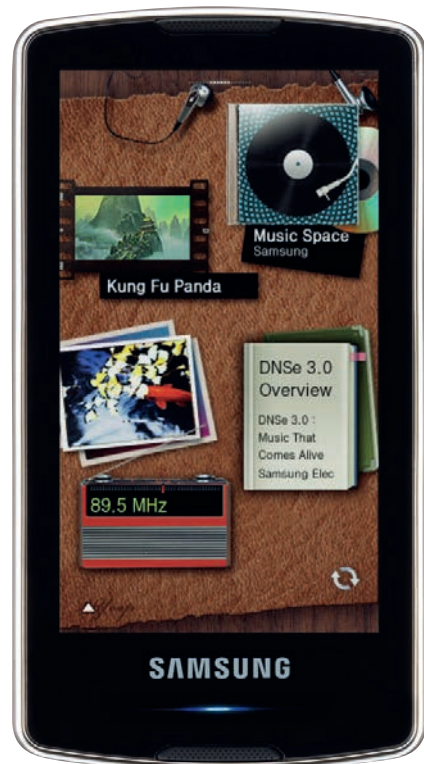 Music Space
Samsung
Kung Fu Panda
DNSe 3.0
Overview
DNSe 3.0 :
Music That
Comes Alive
Samsung Elec
89.5 MHz
SAMSUNG